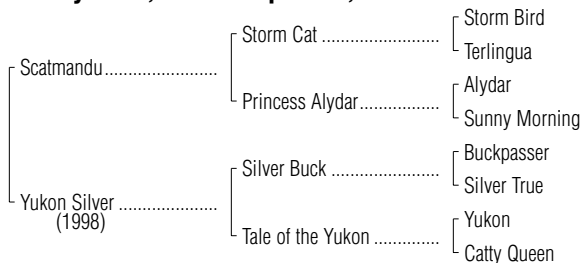 Storm Bird
Storm Cat ........................
Terlingua
Scatmandu.......................
Alydar
Princess Alydar.................
Sunny Morning
Buckpasser
Silver Buck .......................
Silver True
Yukon Silver ....................
(1998)
Yukon
Tale of the Yukon ..............
Catty Queen